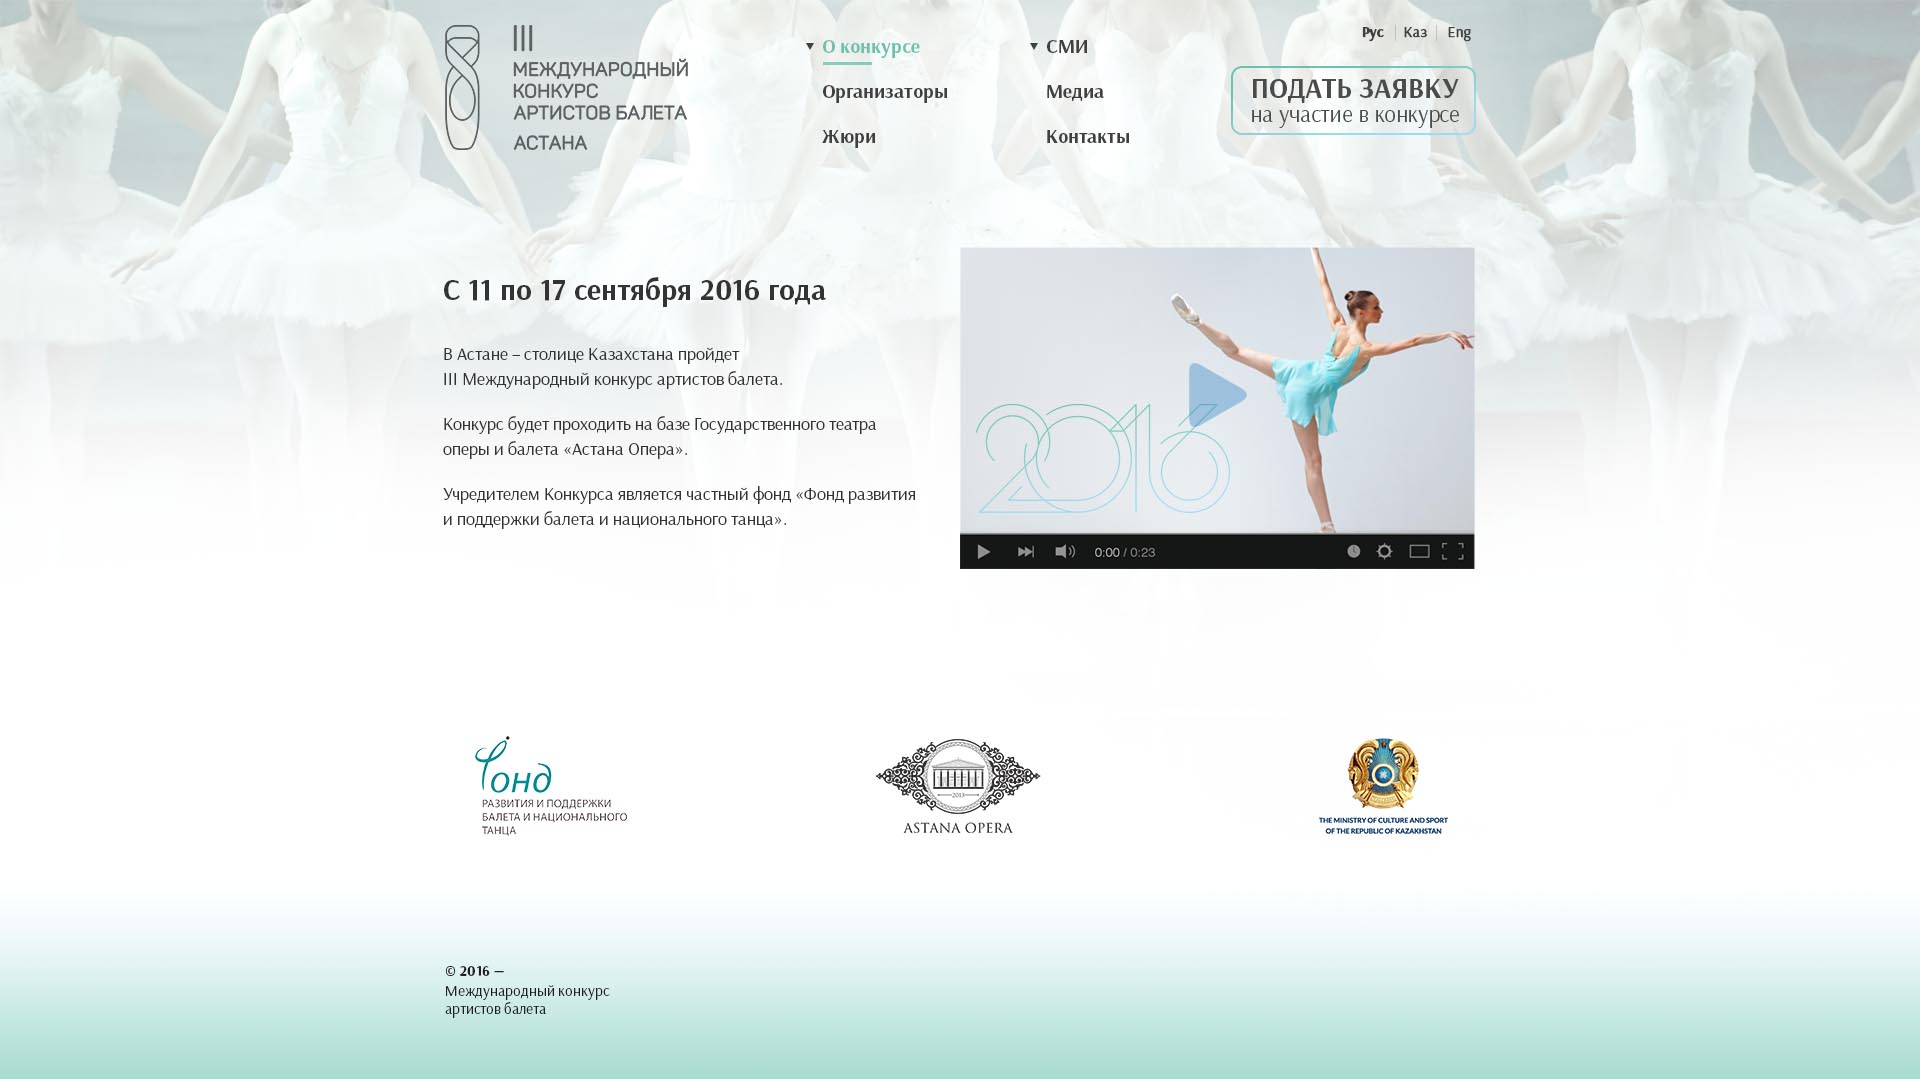 III
МЕЖДУНАРОДНЫЙ
КОНКУРС
АРТИСТОВ БАЛЕТА
АСТАНА
О конкурсе
Организаторы
Жюри
СМИ
Медиа
Контакты
Рус Каз Eng
ПОДАТЬ ЗАЯВКУ
на участие в конкурсе
С 11 по 17 сентября 2016 года
В Астане – столице Казахстана пройдет
III Международный конкурс артистов балета.
Конкурс будет проходить на базе Государственного театра
оперы и балета «Астана Опера».
Учредителем Конкурса является частный фонд «Фонд развития
и поддержки балета и национального танца».
2016
0:00 / 0:23
Фонд
РАЗВИТИЯ И ПОДДЕРЖКИ
БАЛЕТА И НАЦИОНАЛЬНОГО
ТАНЦА
2013
ASTANA OPERA
THE MINISTRY OF CULTURE AND SPORT
OF THE REPUBLIC OF KAZAKHSTAN
© 2016 —
Международный конкурс
артистов балета